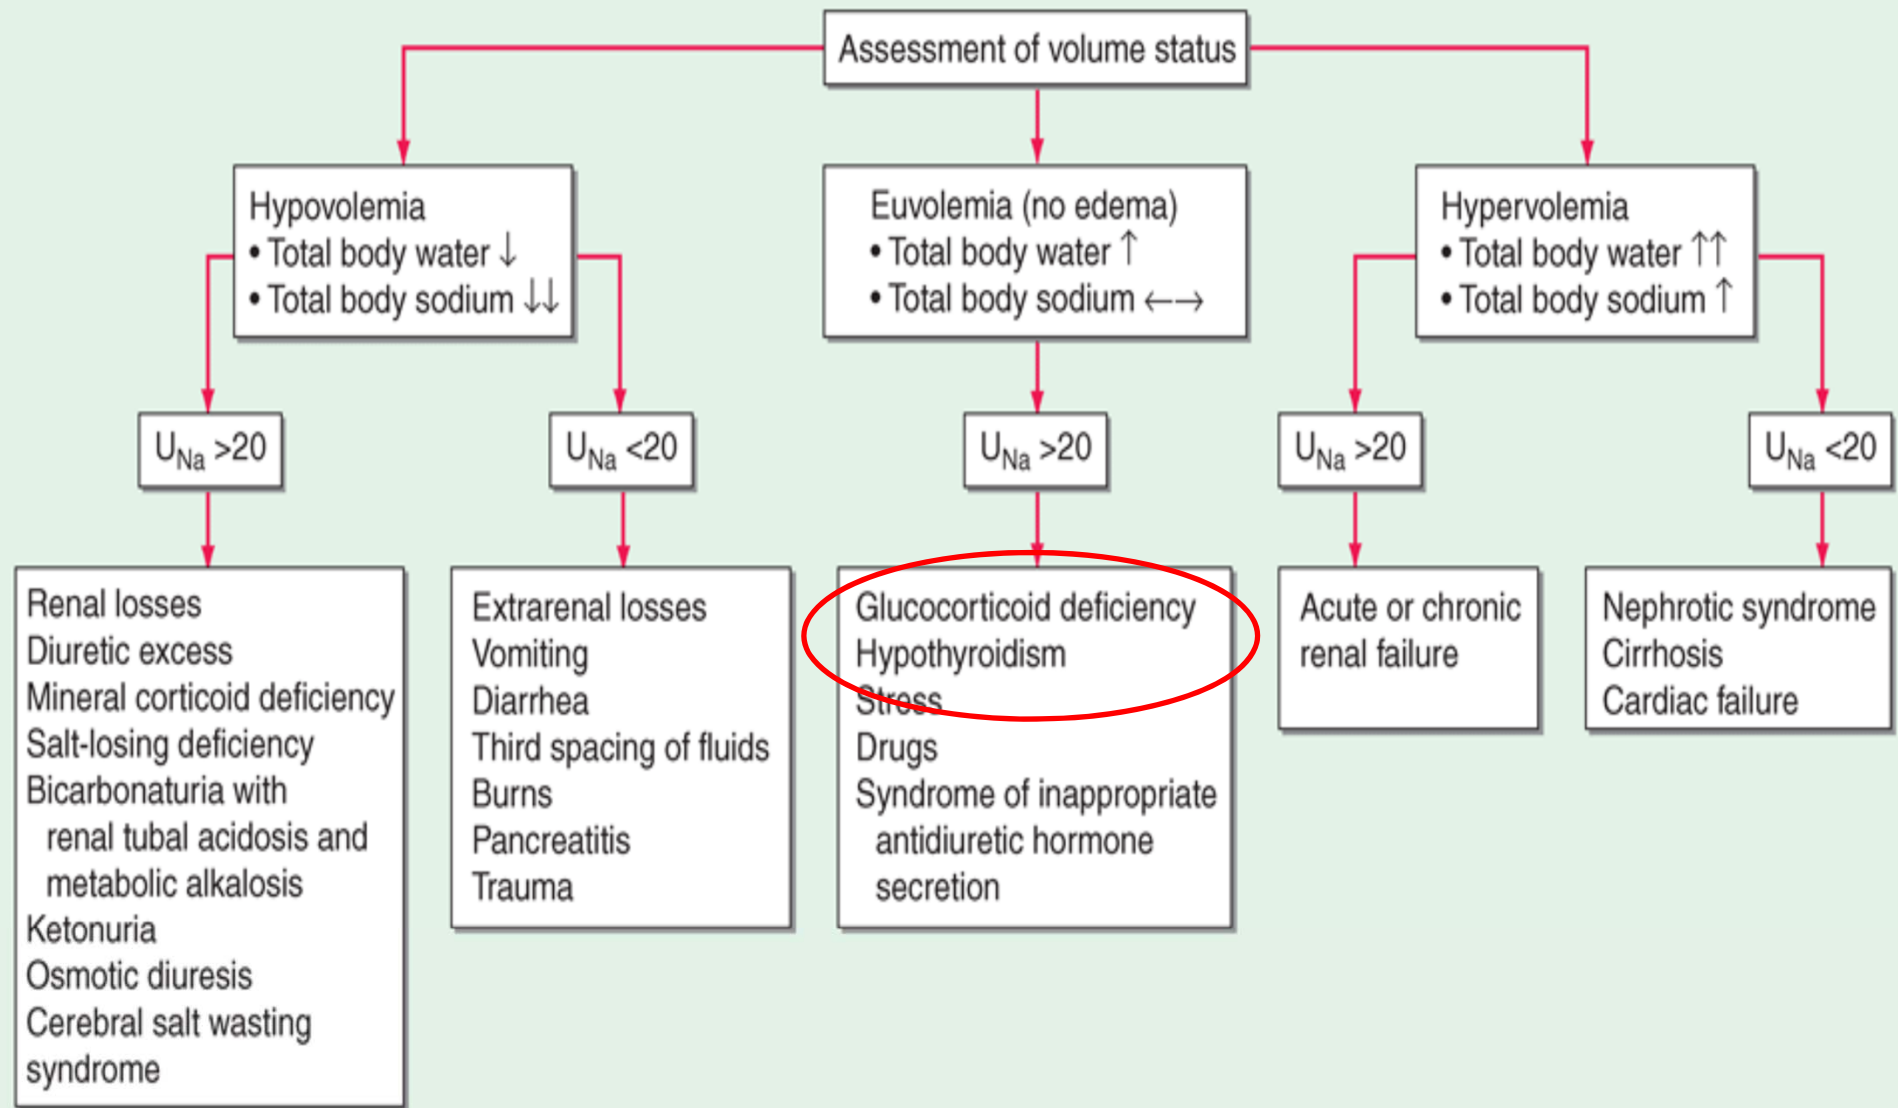 Assessment of volume status
Hypovolemia
• Total body water ↓
• Total body sodium ↓↓
Euvolemia (no edema)
• Total body water ↑
• Total body sodium ←→
Hypervolemia
• Total body water ↑↑
• Total body sodium ↑
UNa >20
UNa <20
UNa >20
UNa >20
UNa <20
Renal losses
Diuretic excess
Mineral corticoid deficiency
Salt-losing deficiency
Bicarbonaturia with
renal tubal acidosis and
metabolic alkalosis
Ketonuria
Osmotic diuresis
Cerebral salt wasting
syndrome
Extrarenal losses
Vomiting
Diarrhea
Third spacing of fluids
Burns
Pancreatitis
Trauma
Glucocorticoid deficiency
Hypothyroidism
Stress
Drugs
Syndrome of inappropriate
antidiuretic hormone
secretion
Acute or chronic
renal failure
Nephrotic syndrome
Cirrhosis
Cardiac failure